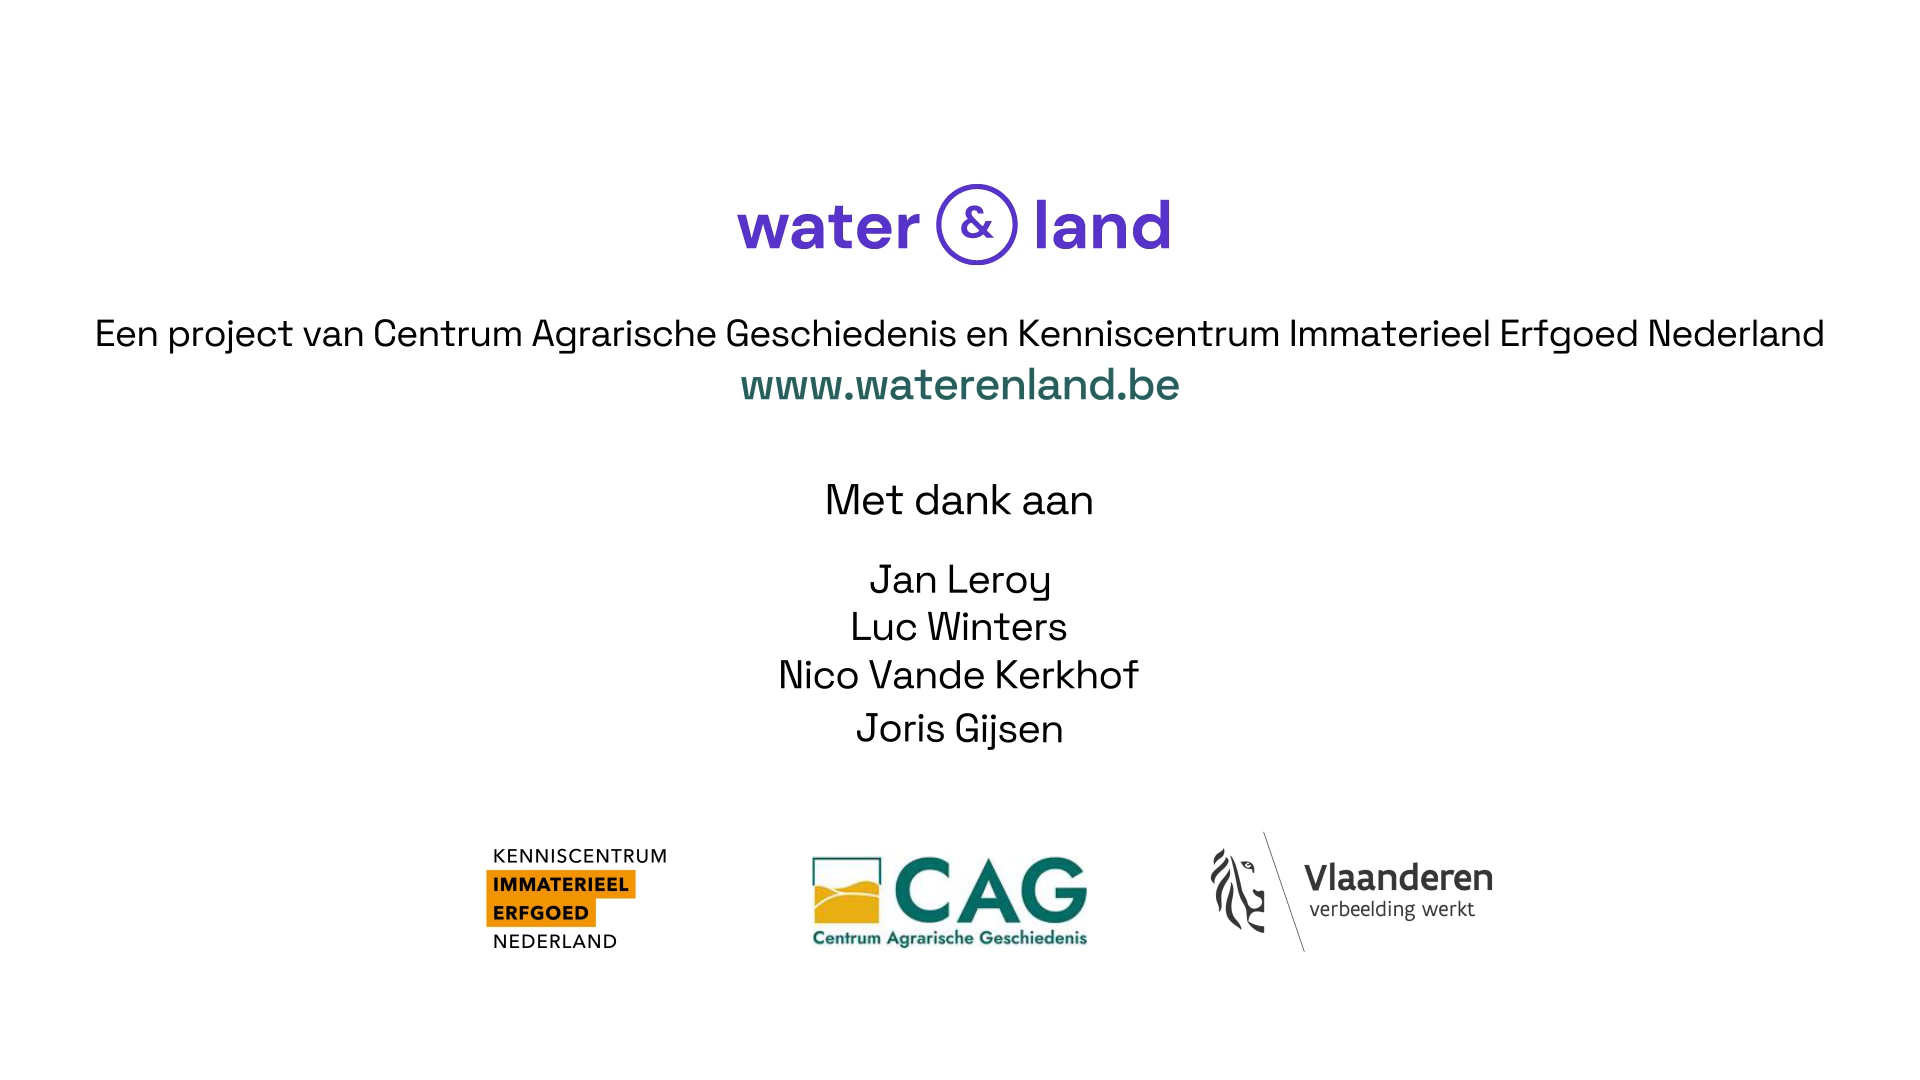 water & land
Een project van Centrum Agrarische Geschiedenis en Kenniscentrum Immaterieel Erfgoed Nederland
www.waterenland.be
Met dank aan
Jan Leroy
Luc Winters
Nico Vande Kerkhof
Joris Gijsen
KENNISCENTRUM
IMMATERIEEL
ERFGOED
NEDERLAND
CAG
Centrum Agrarische Geschiedenis
Vlaanderen
verbeelding werkt